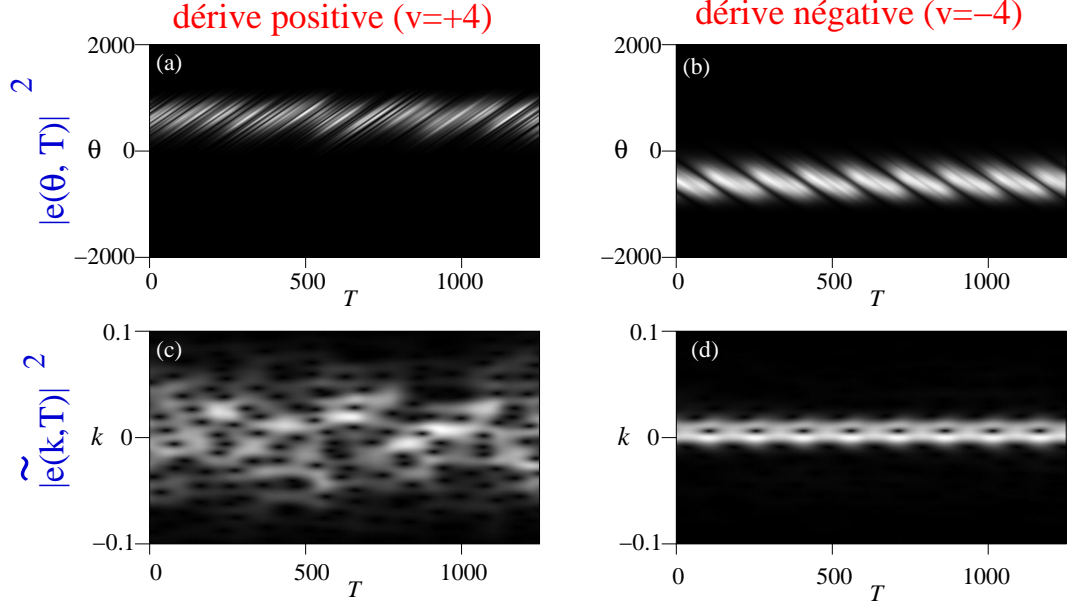 dérive positive (v=+4)
dérive négative (v=−4)
|e(θ, T)| 2
2000
0
−2000
θ
(a)
0
500
1000
T
2000
0
−2000
θ
(b)
0
500
1000
T
|e͂(k,T)| 2
0.1
0
−0.1
k
(c)
0
500
1000
T
0.1
0
−0.1
k
(d)
0
500
1000
T